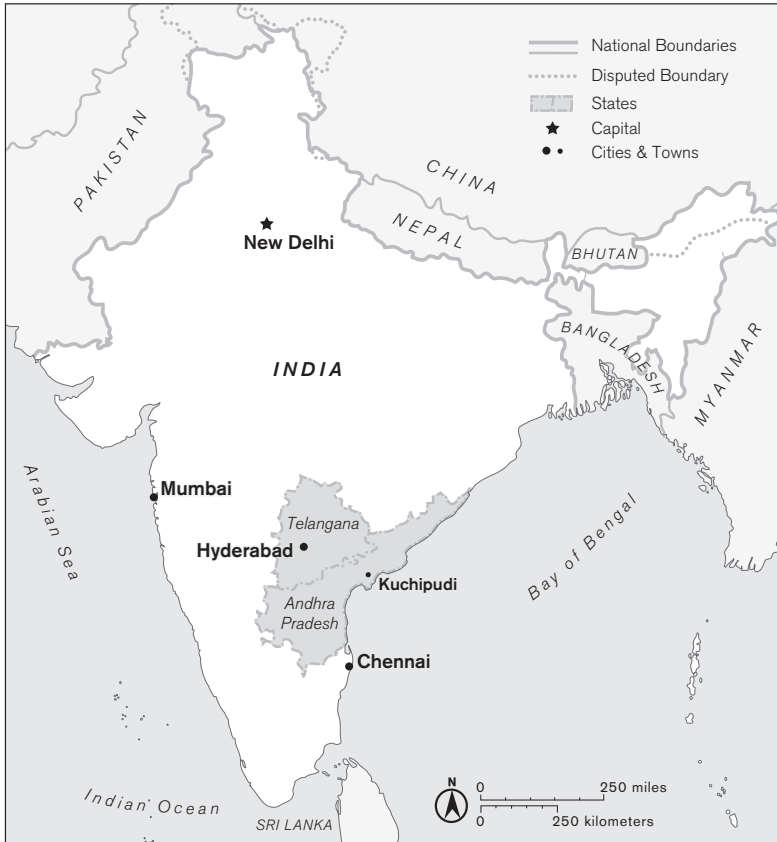 National Boundaries
Disputed Boundary
States
Capital
Cities & Towns
PAKISTAN
CHINA
NEPAL
New Delhi
BHUTAN
BANGLADESH
INDIA
MYANMAR
Arabian Sea
Mumbai
Telangana
Hyderabad
Bay of Bengal
Kuchipudi
Andhra
Pradesh
Chennai
N
0 250 miles
0 250 kilometers
Indian Ocean
SRI LANKA